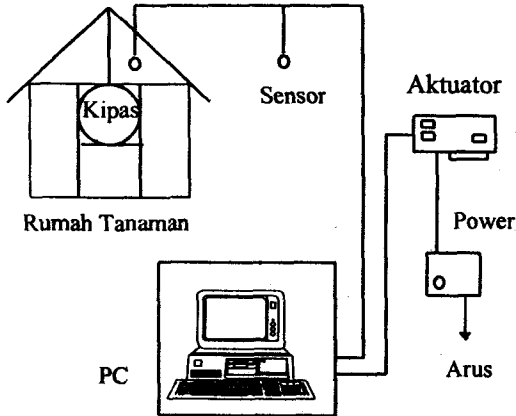 Kipas
Sensor
Aktuator
Rumah Tanaman
Power
PC
Arus